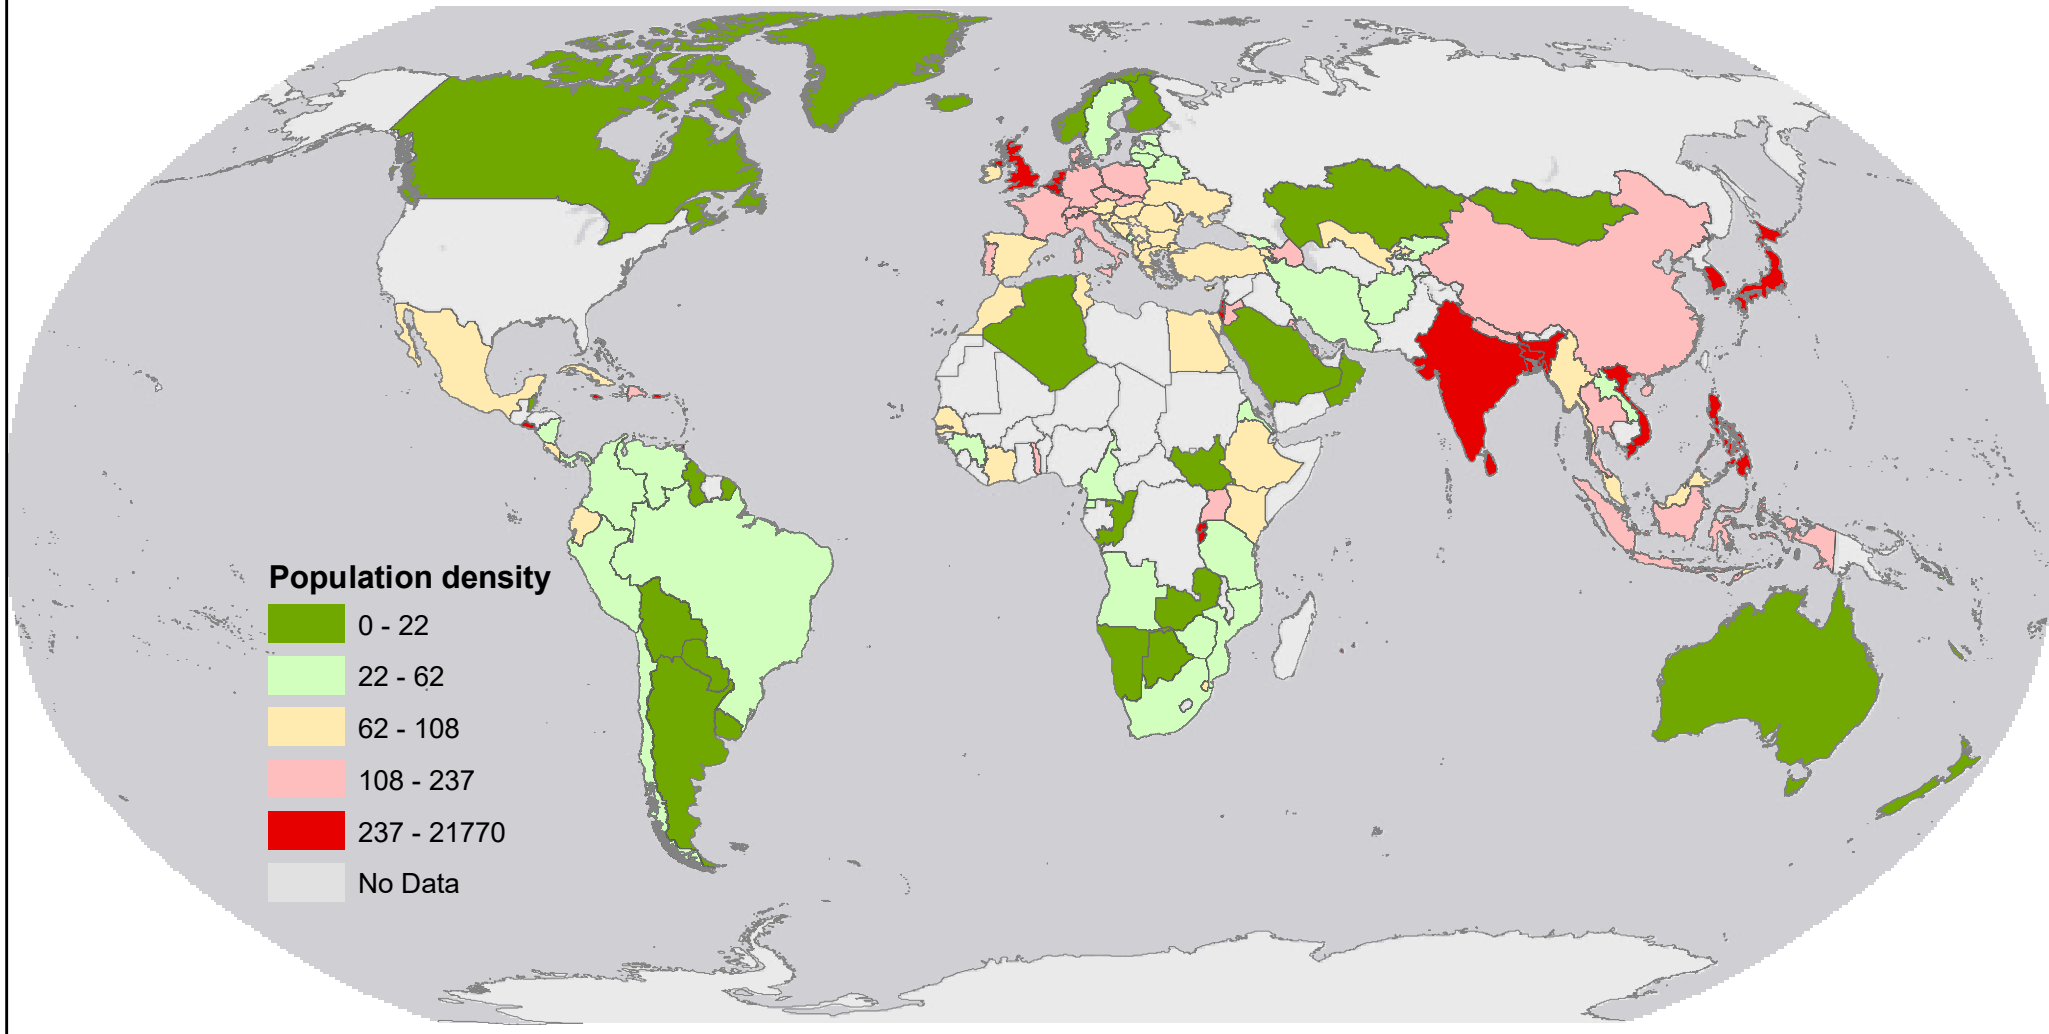 Population density
0 - 22
22 - 62
62 - 108
108 - 237
237 - 21770
No Data